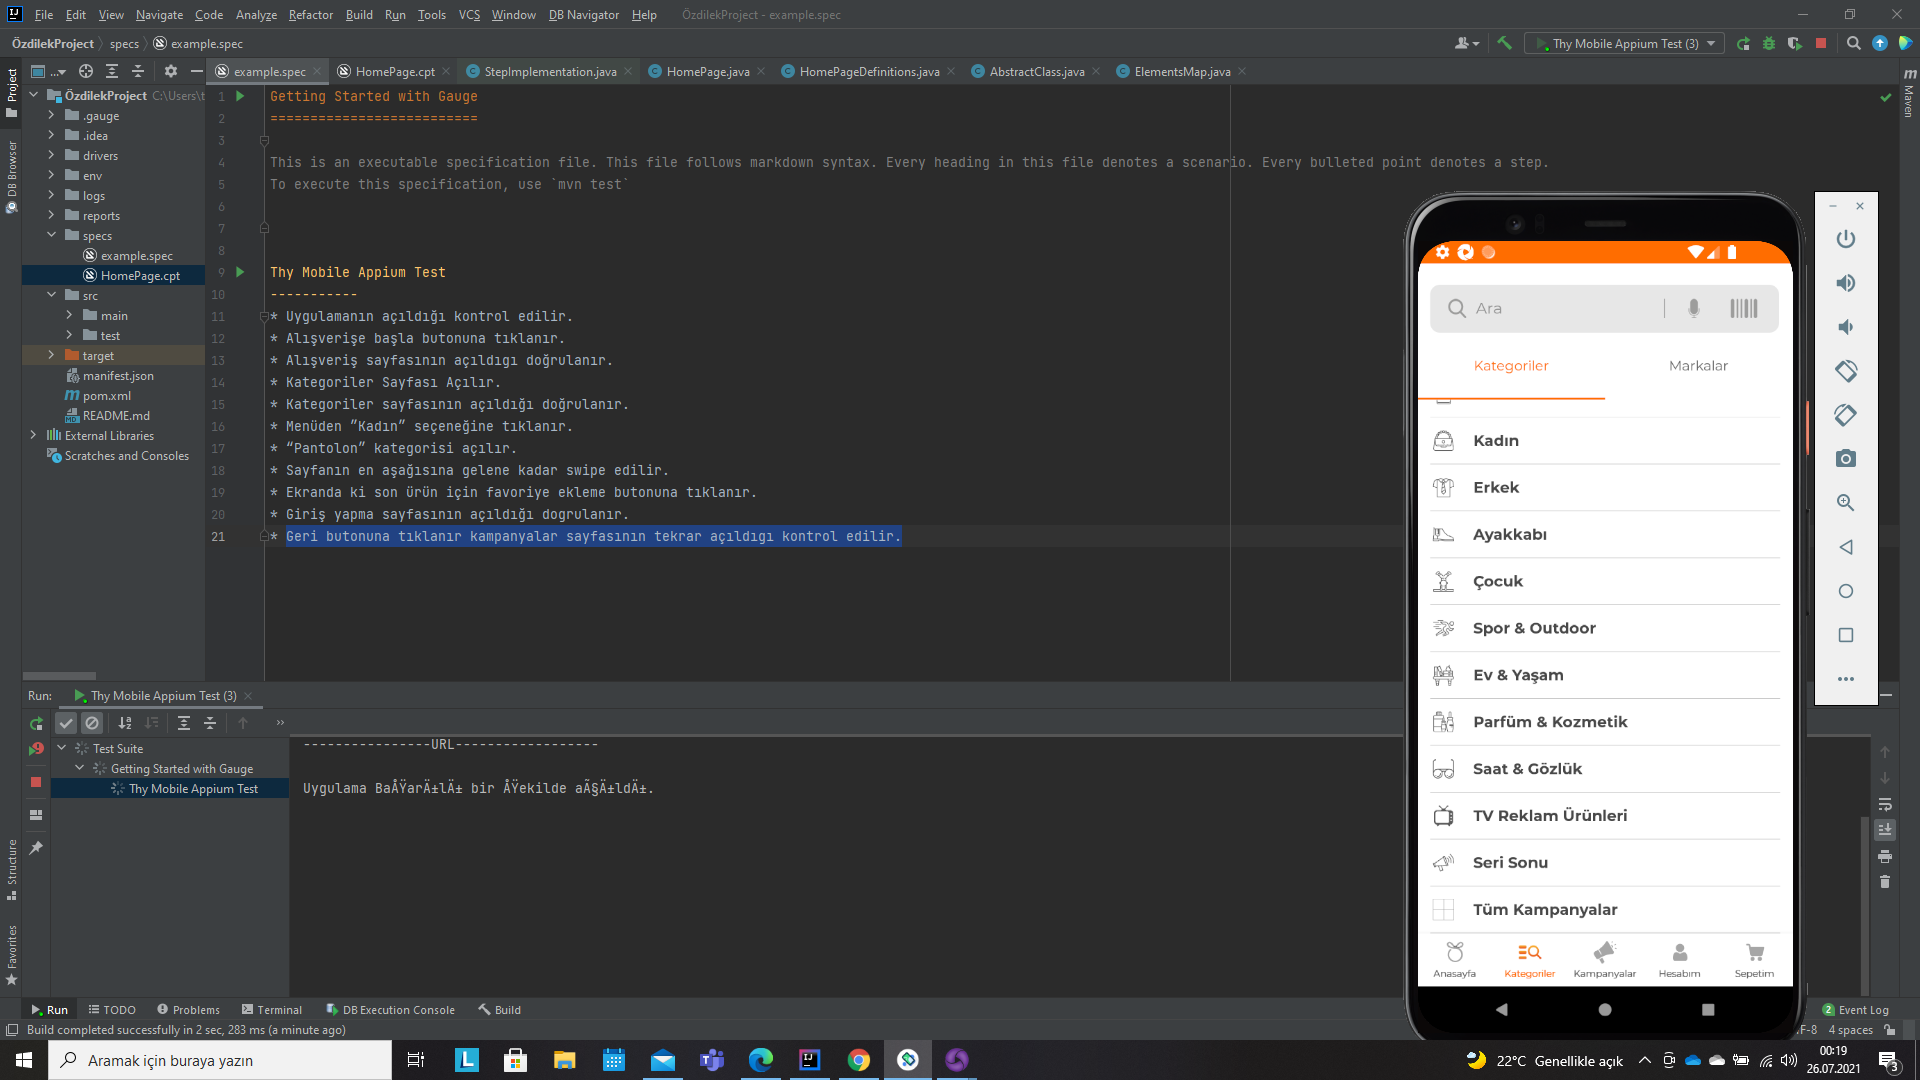 File Edit View Navigate Code Analyze Refactor Build Run Tools VCS Window DB Navigator Help ÖzdilekProject - example.spec
ÖzdilekProject specs example.spec
Thy Mobile Appium Test (3)
example.spec HomePage.cpt StepImplementation.java HomePage.java HomePageDefinitions.java AbstractClass.java ElementsMap.java
Project
DB Browser
Structure
Favorites
Maven
ÖzdilekProject C:\Users\t
.gauge
.idea
drivers
env
logs
reports
specs
example.spec
HomePage.cpt
src
main
test
target
manifest.json
pom.xml
README.md
External Libraries
Scratches and Consoles
1 Getting Started with Gauge
2 ==========================
3
4 This is an executable specification file. This file follows markdown syntax. Every heading in this file denotes a scenario. Every bulleted point denotes a step.
5 To execute this specification, use `mvn test`
6
7
8
9 Thy Mobile Appium Test
10 -----------
11 * Uygulamanın açıldığı kontrol edilir.
12 * Alışverişe başla butonuna tıklanır.
13 * Alışveriş sayfasının açıldıgı doğrulanır.
14 * Kategoriler Sayfası Açılır.
15 * Kategoriler sayfasının açıldığı doğrulanır.
16 * Menüden ”Kadın” seçeneğine tıklanır.
17 * “Pantolon” kategorisi açılır.
18 * Sayfanın en aşağısına gelene kadar swipe edilir.
19 * Ekranda ki son ürün için favoriye ekleme butonuna tıklanır.
20 * Giriş yapma sayfasının açıldığı dogrulanır.
21 * Geri butonuna tıklanır kampanyalar sayfasının tekrar açıldıgı kontrol edilir.
Ara
Kategoriler Markalar
Kadın
Erkek
Ayakkabı
Çocuk
Spor & Outdoor
Ev & Yaşam
Parfüm & Kozmetik
Saat & Gözlük
TV Reklam Ürünleri
Seri Sonu
Tüm Kampanyalar
Anasayfa Kategoriler Kampanyalar Hesabım Sepetim
Run: Thy Mobile Appium Test (3)
Test Suite
Getting Started with Gauge
Thy Mobile Appium Test
----------------URL------------------
Uygulama BaÅŸarÄ±lÄ± bir ÅŸekilde aÃ§Ä±ldÄ±.
Run TODO Problems Terminal DB Execution Console Build 2 Event Log
Build completed successfully in 2 sec, 283 ms (a minute ago) TF-8 4 spaces
Aramak için buraya yazın
22°C Genellikle açık
00:19
26.07.2021
3